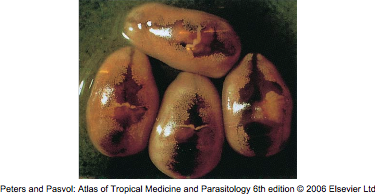 Peters and Pasvol: Atlas of Tropical Medicine and Parasitology 6th edition © 2006 Elsevier Ltd